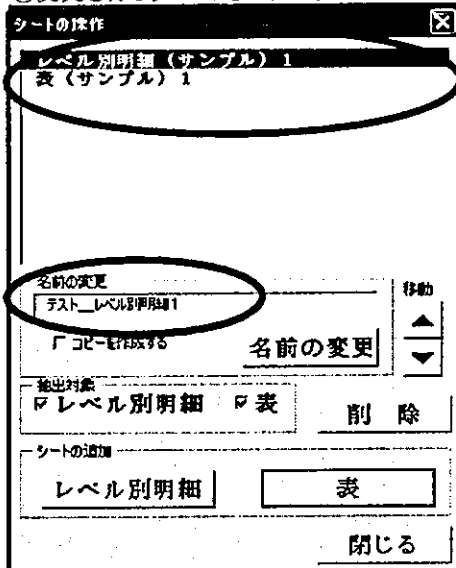 シートの操作
レベル別明細（サンプル）1
表（サンプル）1
名前の変更
移動
テスト__レベル別明細1
コピーを作成する
名前の変更
抽出対象
レベル別明細 表
削 除
シートの追加
レベル別明細 表
閉じる